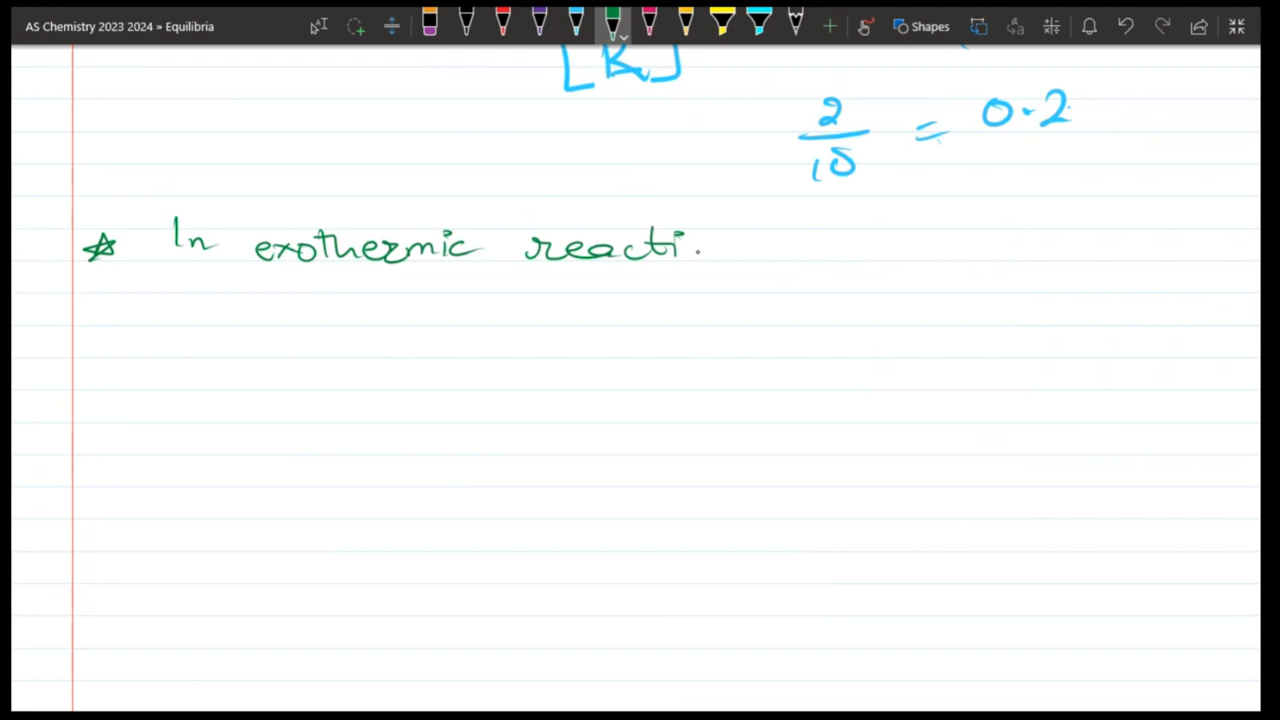 AS Chemistry 2023 2024 » Equilibria
Shapes
[R]
2/10 = 0.2
☆ In exothermic reacti